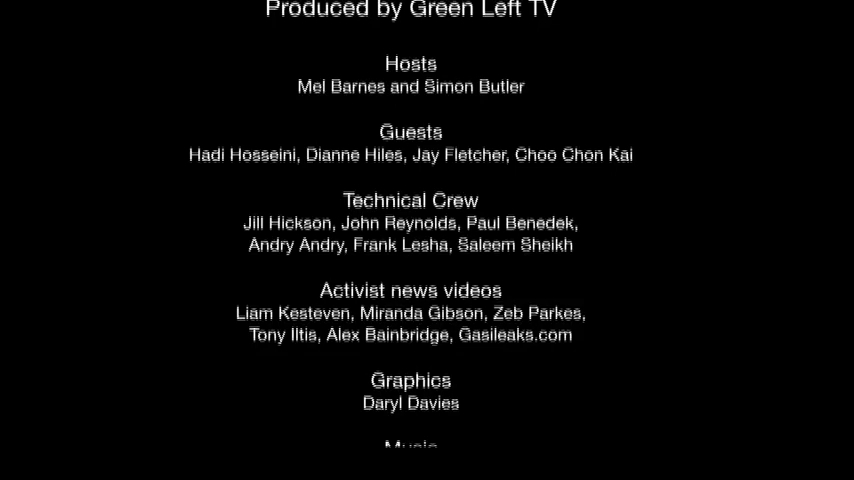 Produced by Green Left TV
Hosts
Mel Barnes and Simon Butler
Guests
Hadi Hosseini, Dianne Hiles, Jay Fletcher, Choo Chon Kai
Technical Crew
Jill Hickson, John Reynolds, Paul Benedek,
Andry Andry, Frank Lesha, Saleem Sheikh
Activist news videos
Liam Kesteven, Miranda Gibson, Zeb Parkes,
Tony Iltis, Alex Bainbridge, Gasileaks.com
Graphics
Daryl Davies
Music